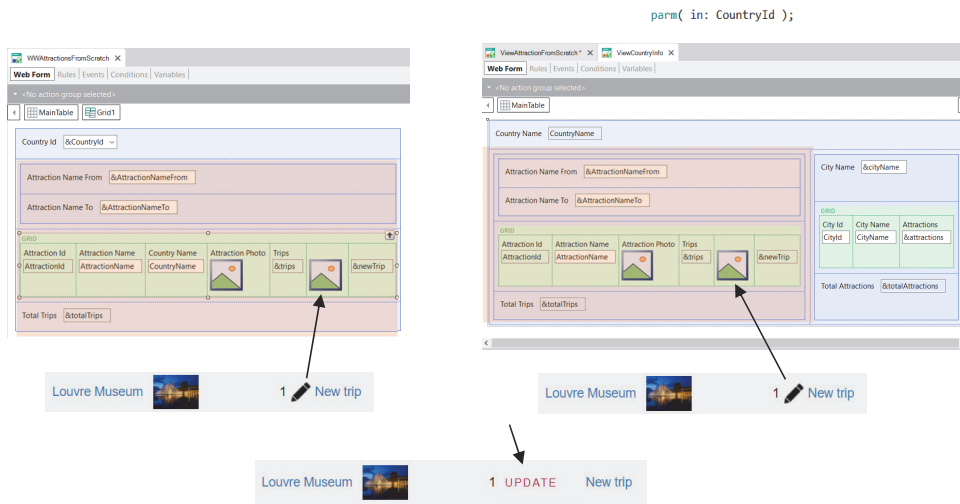 parm( in: CountryId );
WWAttractionsFromScratch X
Web Form Rules Events Conditions Variables
<No action group selected>
MainTable Grid1
Country Id &CountryId
Attraction Name From &AttractionNameFrom
Attraction Name To &AttractionNameTo
GRID
Attraction Id Attraction Name Country Name Attraction Photo Trips
AttractionId AttractionName CountryName &trips &newTrip
Total Trips &totalTrips
Louvre Museum 1 New trip
ViewAttractionFromScratch * X ViewCountryInfo X
Web Form Rules Events Conditions Variables
<No action group selected>
MainTable
Country Name CountryName
Attraction Name From &AttractionNameFrom
Attraction Name To &AttractionNameTo
GRID
Attraction Id Attraction Name Attraction Photo Trips
AttractionId AttractionName &trips &newTrip
Total Trips &totalTrips
City Name &cityName
GRID
City Id City Name Attractions
CityId CityName &attractions
Total Attractions &totalAttractions
Louvre Museum 1 New trip
Louvre Museum 1 UPDATE New trip